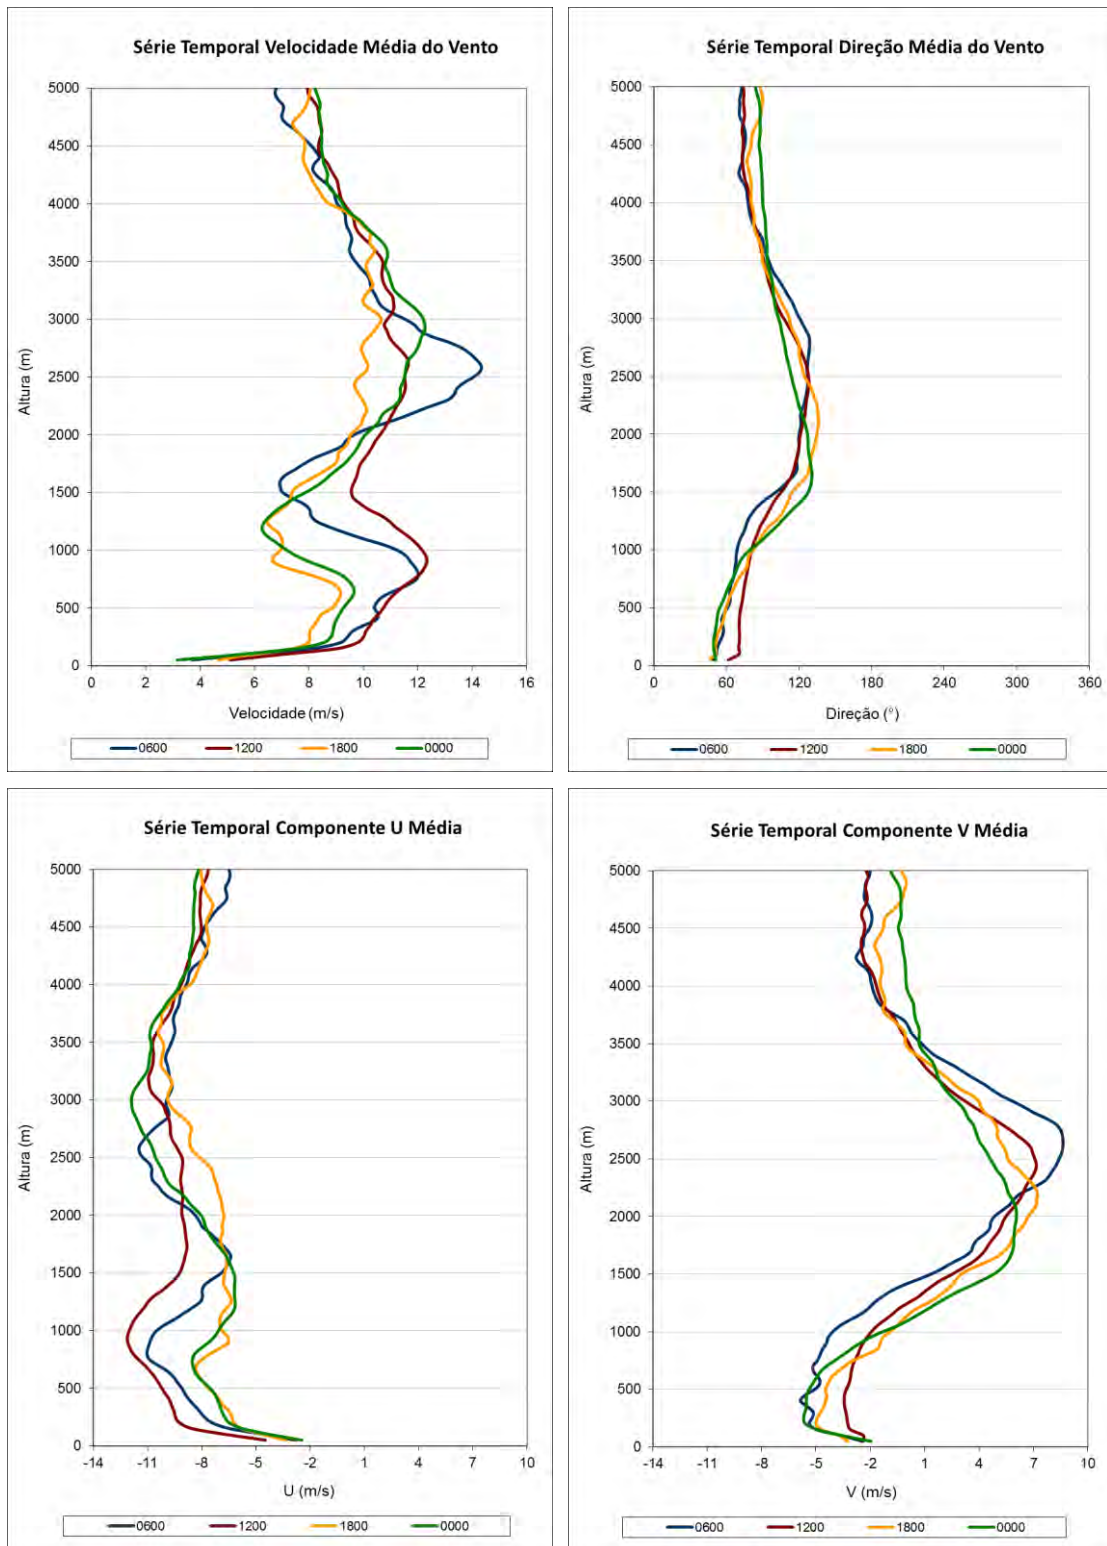 Série Temporal Velocidade Média do Vento
5000
4500
4000
3500
3000
2500
2000
1500
1000
500
0
Altura (m)
0 2 4 6 8 10 12 14 16
Velocidade (m/s)
0600 1200 1800 0000
Série Temporal Direção Média do Vento
5000
4500
4000
3500
3000
2500
2000
1500
1000
500
0
Altura (m)
0 60 120 180 240 300 360
Direção (º)
0600 1200 1800 0000
Série Temporal Componente U Média
5000
4500
4000
3500
3000
2500
2000
1500
1000
500
0
Altura (m)
-14 -11 -8 -5 -2 1 4 7 10
U (m/s)
0600 1200 1800 0000
Série Temporal Componente V Média
5000
4500
4000
3500
3000
2500
2000
1500
1000
500
0
Altura (m)
-14 -11 -8 -5 -2 1 4 7 10
V (m/s)
0600 1200 1800 0000